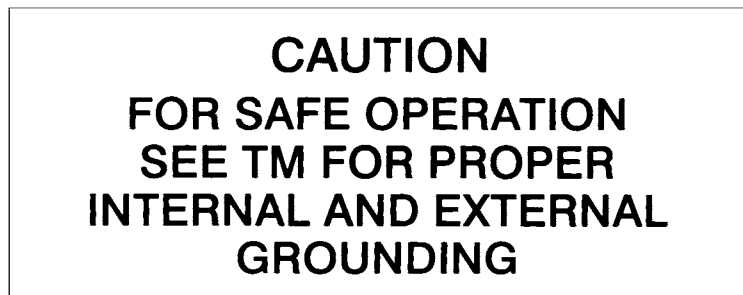 CAUTION
FOR SAFE OPERATION
SEE TM FOR PROPER
INTERNAL AND EXTERNAL
GROUNDING